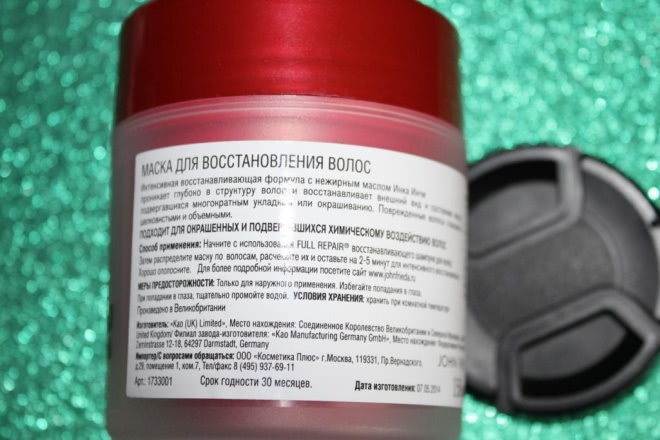 МАСКА ДЛЯ ВОССТАНОВЛЕНИЯ ВОЛОС
Интенсивная восстанавливающая формула с нежирным маслом Инка Инчи
проникает глубоко в структуру волос и восстанавливает внешний вид и состояние
подвергавшихся многократным укладкам или окрашиванию. Поврежденные волосы
шелковистыми и объемными.
ПОДХОДИТ ДЛЯ ОКРАШЕННЫХ И ПОДВЕРГАВШИХСЯ ХИМИЧЕСКОМУ ВОЗДЕЙСТВИЮ ВОЛОС
Способ применения: Начните с использования FULL REPAIR® восстанавливающего шампуня
Затем распределите маску по волосам, расчешите их и оставьте на 2-5 минут для интенсивного
Хорошо ополосните. Для более подробной информации посетите сайт www.johnfrieda.ru
МЕРЫ ПРЕДОСТОРОЖНОСТИ: Только для наружного применения. Избегайте попадания в глаза.
При попадании в глаза, тщательно промойте водой. УСЛОВИЯ ХРАНЕНИЯ: хранить при комнатной температуре
Произведено в Великобритании
Изготовитель: «Kao (UK) Limited», Место нахождения: Соединенное Королевство Великобритании и Северной
United Kingdom/ Филиал завода-изготовителя: «Kao Manufacturing Germany GmbH», Место нахождения:
12-18, 64297 Darmstadt, Германия
Импортер/С вопросами обращаться: ООО «Косметика Плюс» г.Москва, 119331, Пр.Вернадского,
д.29, помещение 1, ком.7, Тел/факс 8 (495) 937-69-11
Арт.: 1733001 Срок годности 30 месяцев. Дата изготовления: 07.05.2014
JOHN